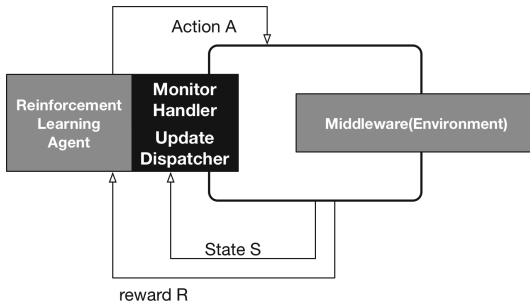 Action A
Reinforcement
Learning
Agent
Monitor
Handler
Update
Dispatcher
Middleware(Environment)
State S
reward R